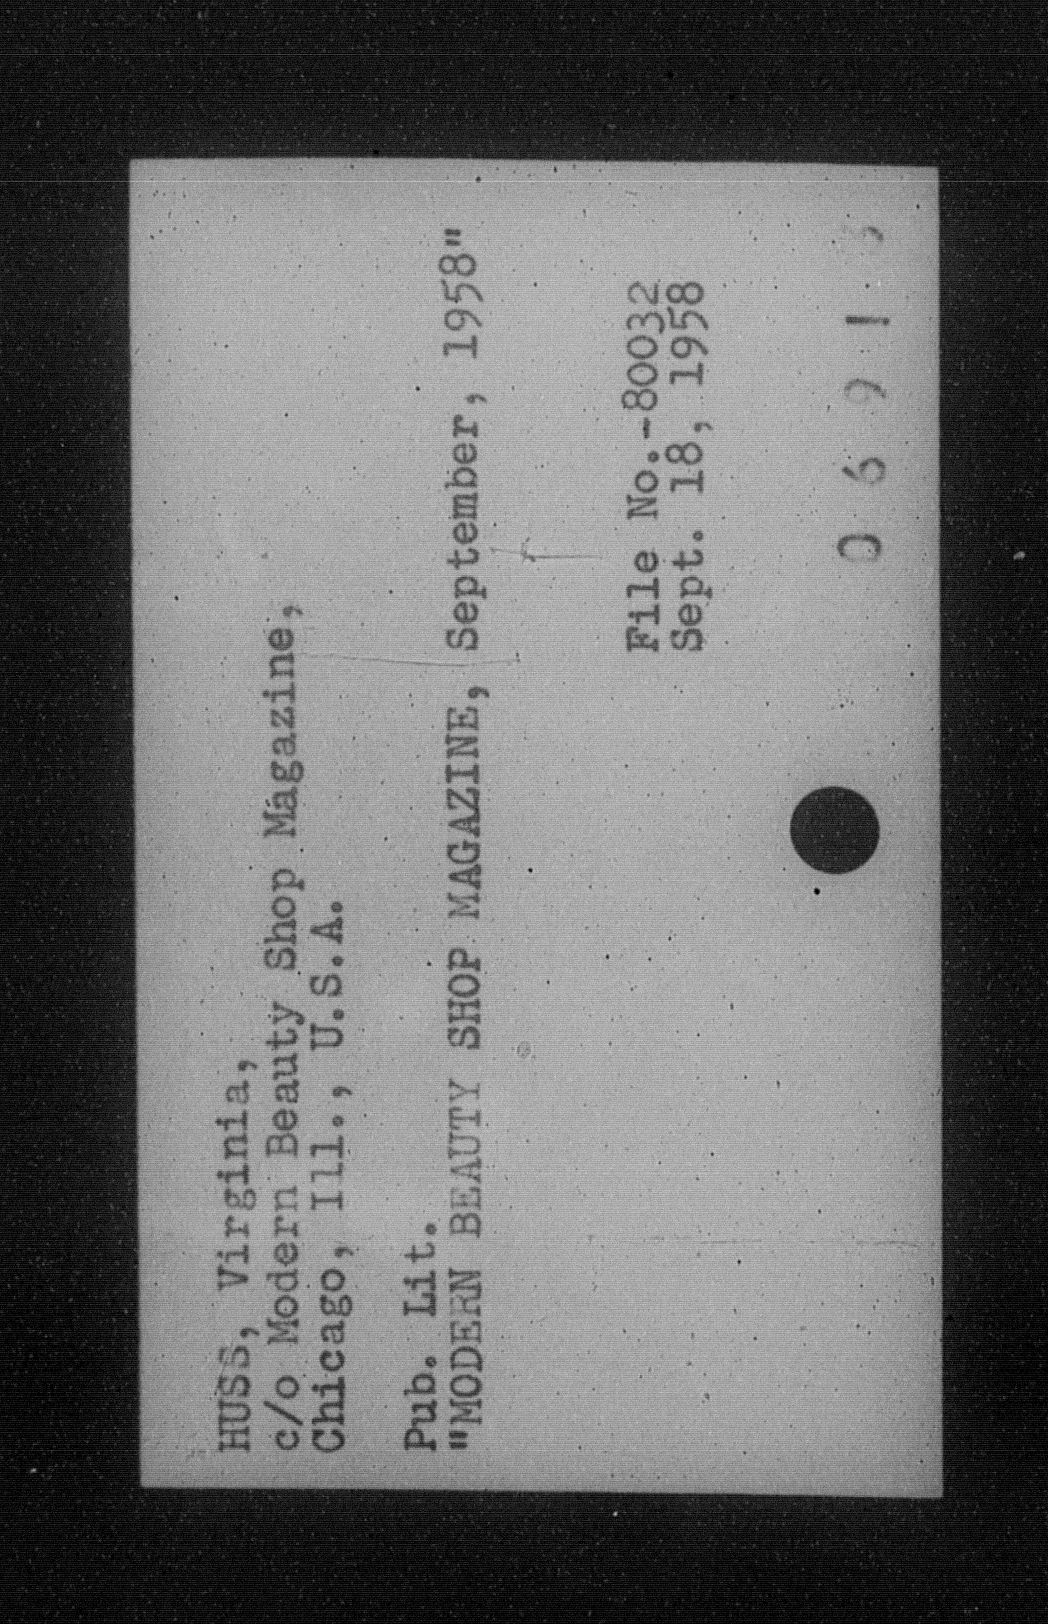 HUSS, Virginia,
c/o Modern Beauty Shop Magazine,
Chicago, Ill., U.S.A.
Pub. Lit.
"MODERN BEAUTY SHOP MAGAZINE, September, 1958"
File No.-80032
Sept. 18, 1958